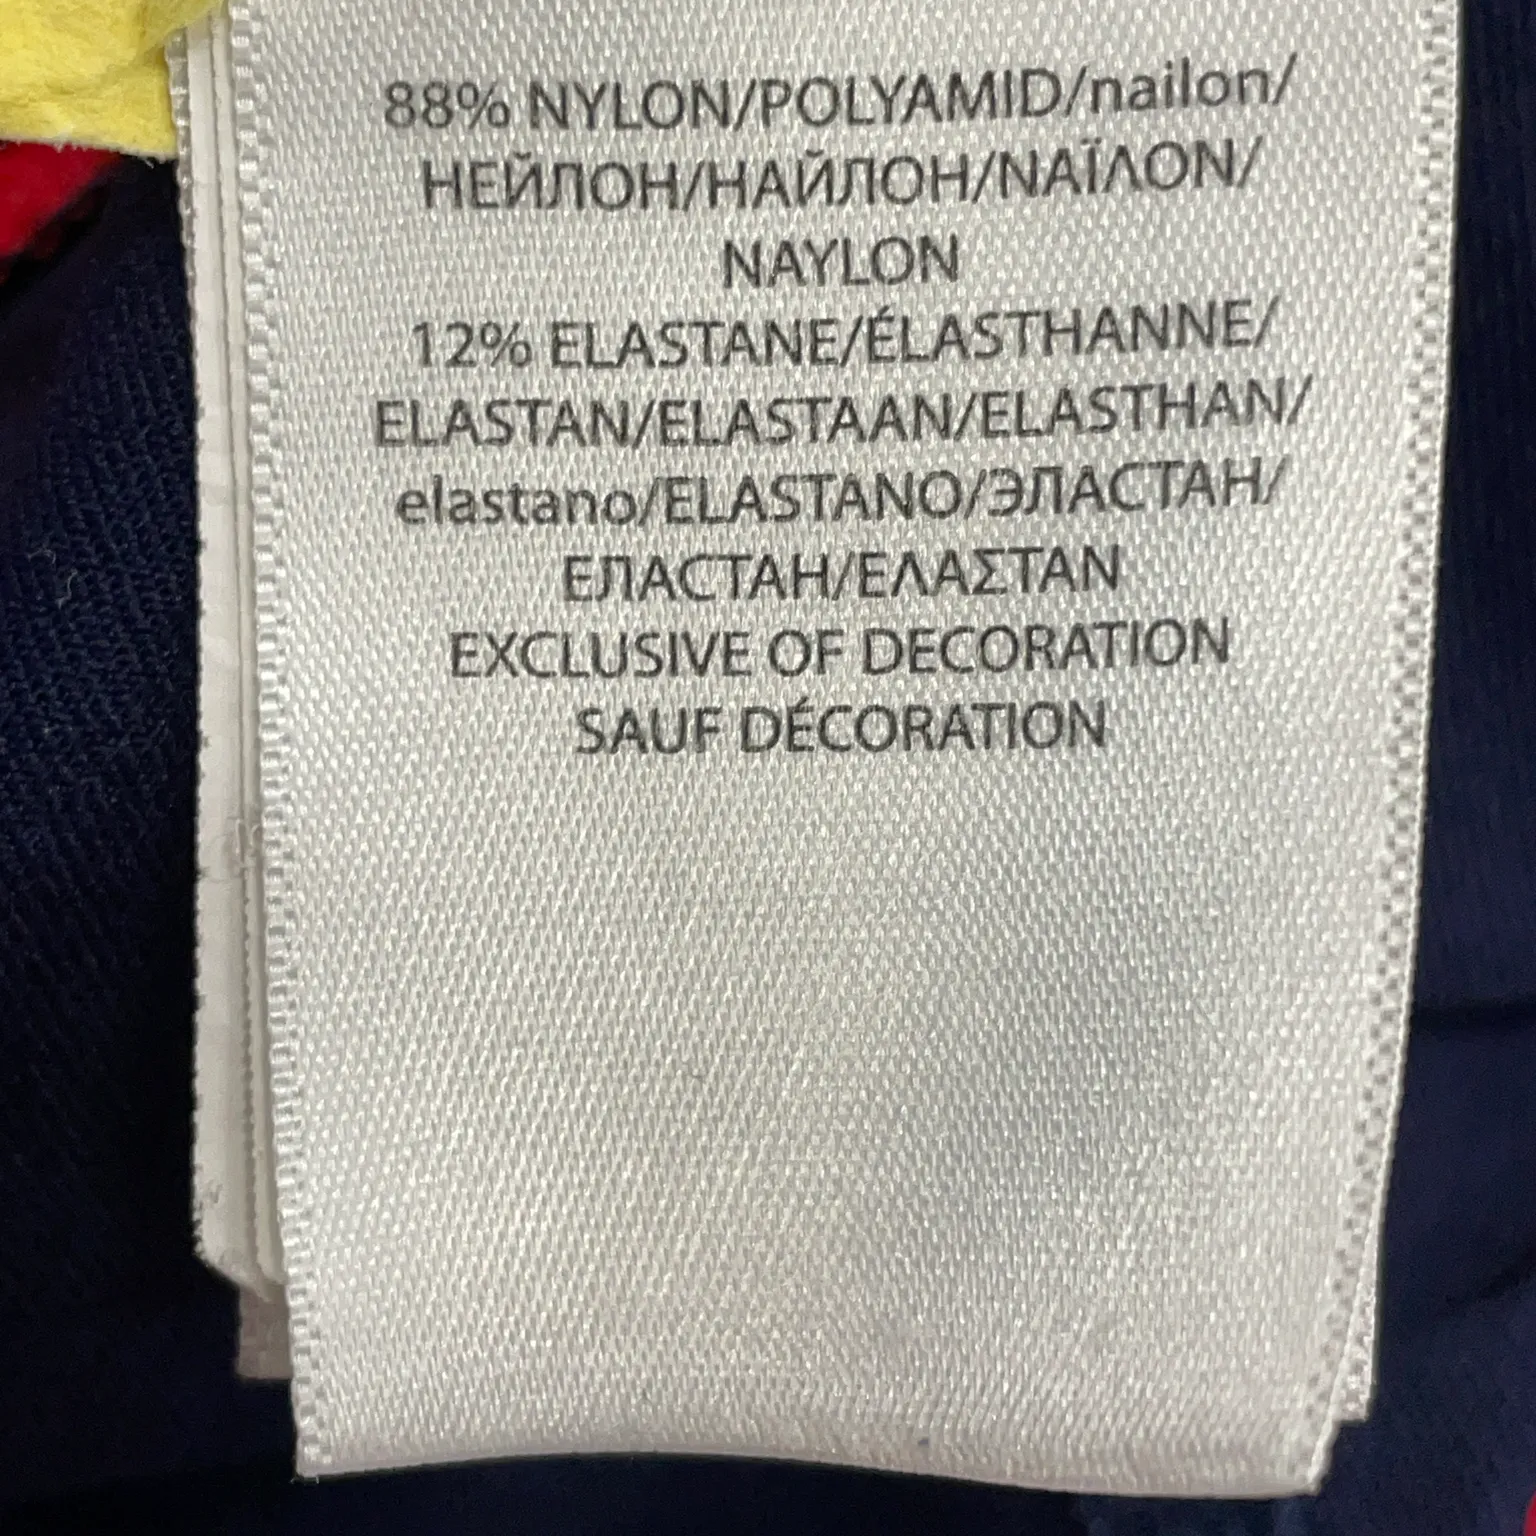 88% NYLON/POLYAMID/nailon/
НЕЙЛОН/НАЙЛОН/ΝΑΪΛΟΝ/
NAYLON
12% ELASTANE/ÉLASTHANNE/
ELASTAN/ELASTAAN/ELASTHAN/
elastano/ELASTANO/ЭЛАСТАН/
ЕЛАСТАН/ΕΛΑΣΤΑΝ
EXCLUSIVE OF DECORATION
SAUF DÉCORATION